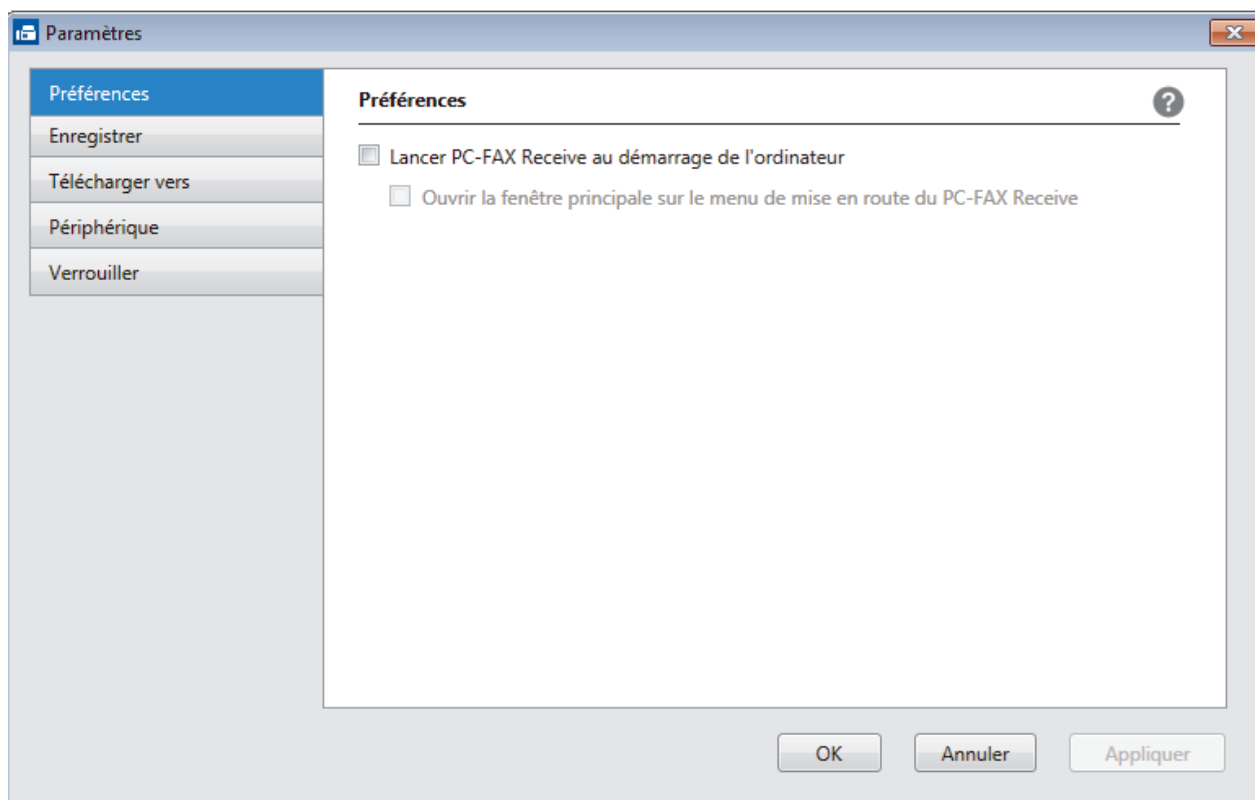 Paramètres
Préférences
Enregistrer
Télécharger vers
Périphérique
Verrouiller
Préférences
?
Lancer PC-FAX Receive au démarrage de l'ordinateur
Ouvrir la fenêtre principale sur le menu de mise en route du PC-FAX Receive
OK
Annuler
Appliquer